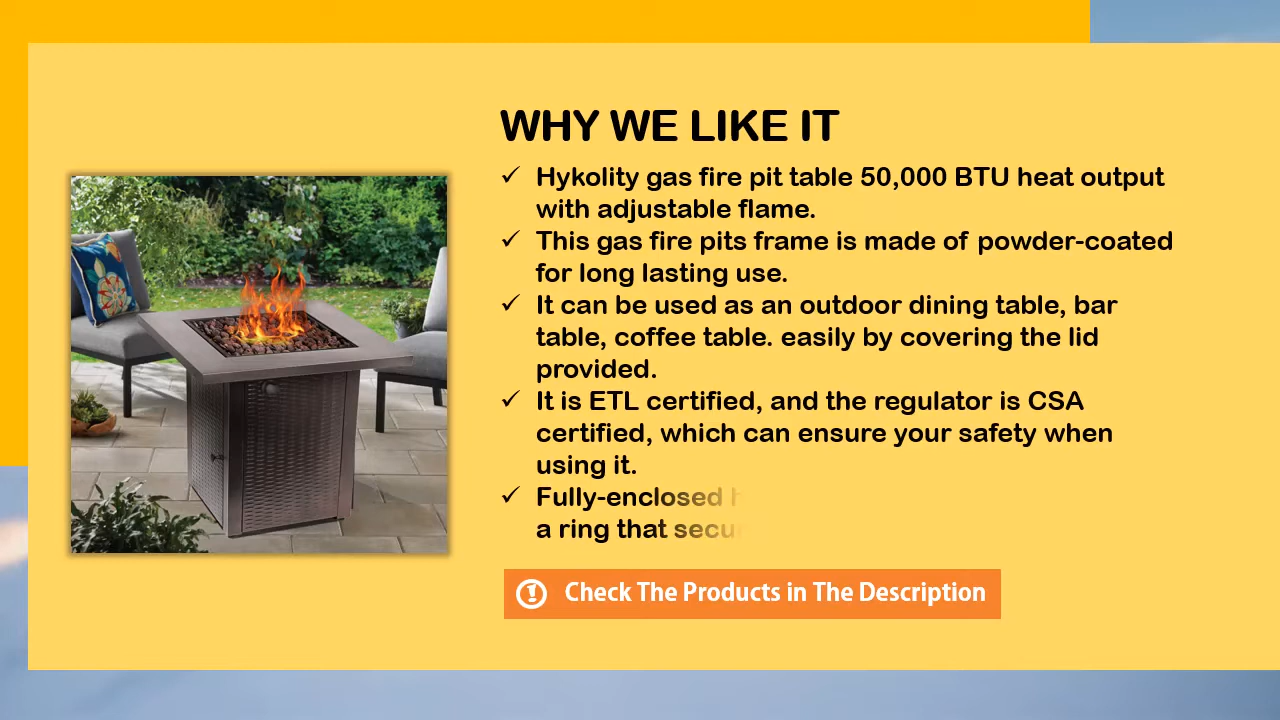 WHY WE LIKE IT
✓ Hykolity gas fire pit table 50,000 BTU heat output
with adjustable flame.
✓ This gas fire pits frame is made of powder-coated
for long lasting use.
✓ It can be used as an outdoor dining table, bar
table, coffee table. easily by covering the lid
provided.
✓ It is ETL certified, and the regulator is CSA
certified, which can ensure your safety when
using it.
✓ Fully-enclosed
a ring that
Check The Products in The Description